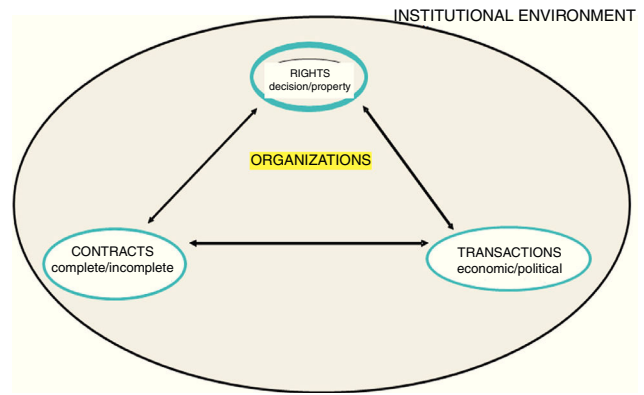 INSTITUTIONAL ENVIRONMENT
RIGHTS
decision/property
ORGANIZATIONS
CONTRACTS
complete/incomplete
TRANSACTIONS
economic/political